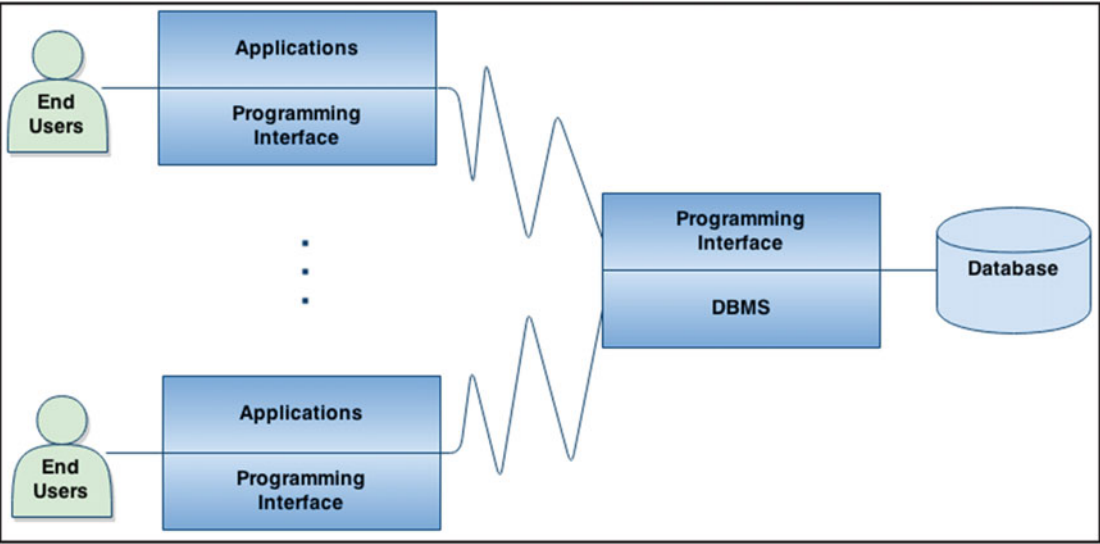 End
Users
Applications
Programming
Interface
Programming
Interface
DBMS
Database
End
Users
Applications
Programming
Interface